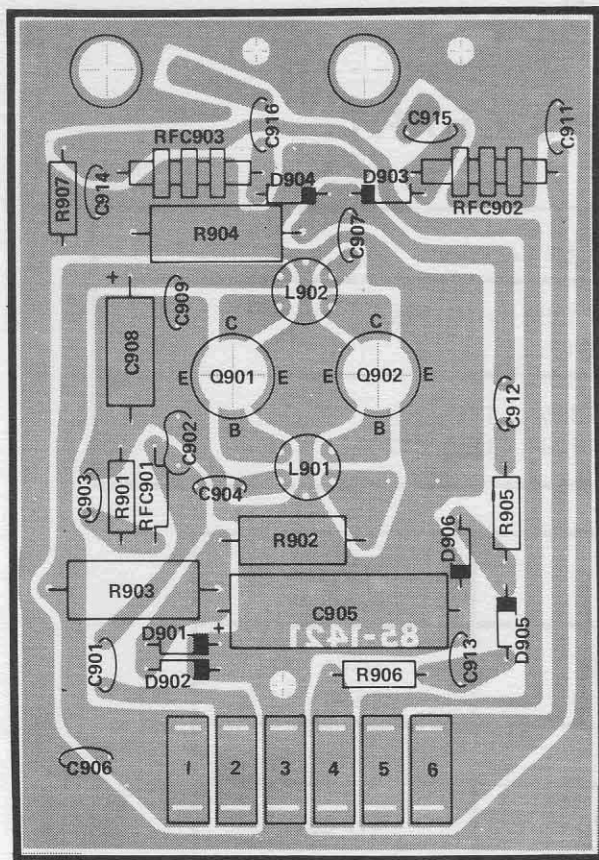 C916
C915
C911
RFC903
D904
D903
R907
C914
RFC902
R904
C907
L902
+
C909
C908
C
C
E
Q901
E
E
Q902
E
B
B
C912
C902
C903
R901
RFC901
C904
L901
R905
R902
D906
R903
C905
85-1421
D905
D901
+
C901
D902
R906
C913
C906
1
2
3
4
5
6